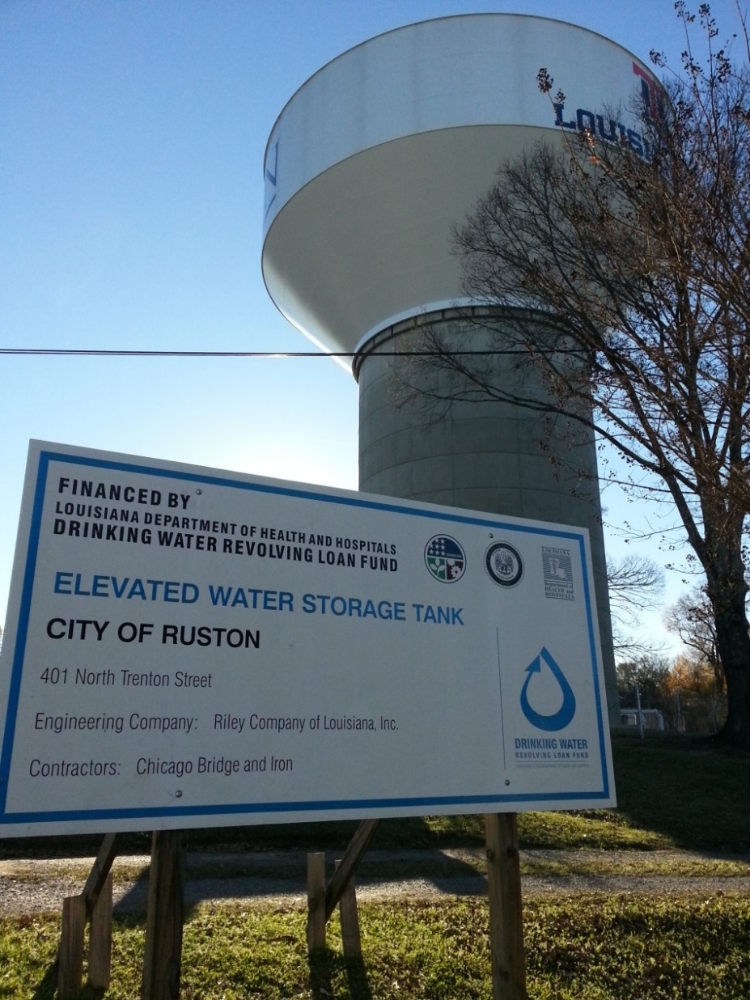 LOUISI
FINANCED BY
LOUISIANA DEPARTMENT OF HEALTH AND HOSPITALS
DRINKING WATER REVOLVING LOAN FUND
ELEVATED WATER STORAGE TANK
CITY OF RUSTON
401 North Trenton Street
Engineering Company: Riley Company of Louisiana, Inc.
Contractors: Chicago Bridge and Iron
LOUISIANA
Department of
HEALTH and
HOSPITALS
DRINKING WATER
REVOLVING LOAN FUND